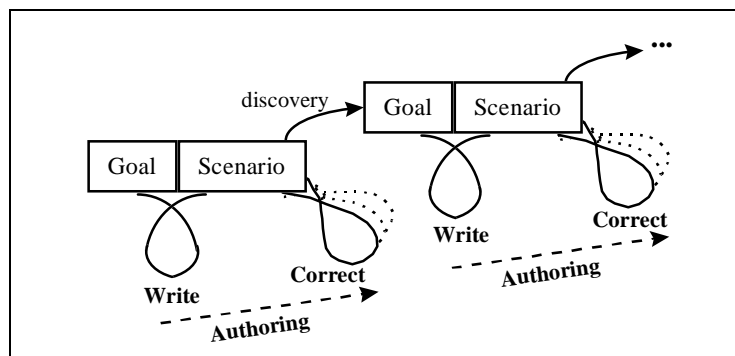 ...
discovery
Goal Scenario
Goal Scenario
Write
Correct
Authoring
Write
Correct
Authoring